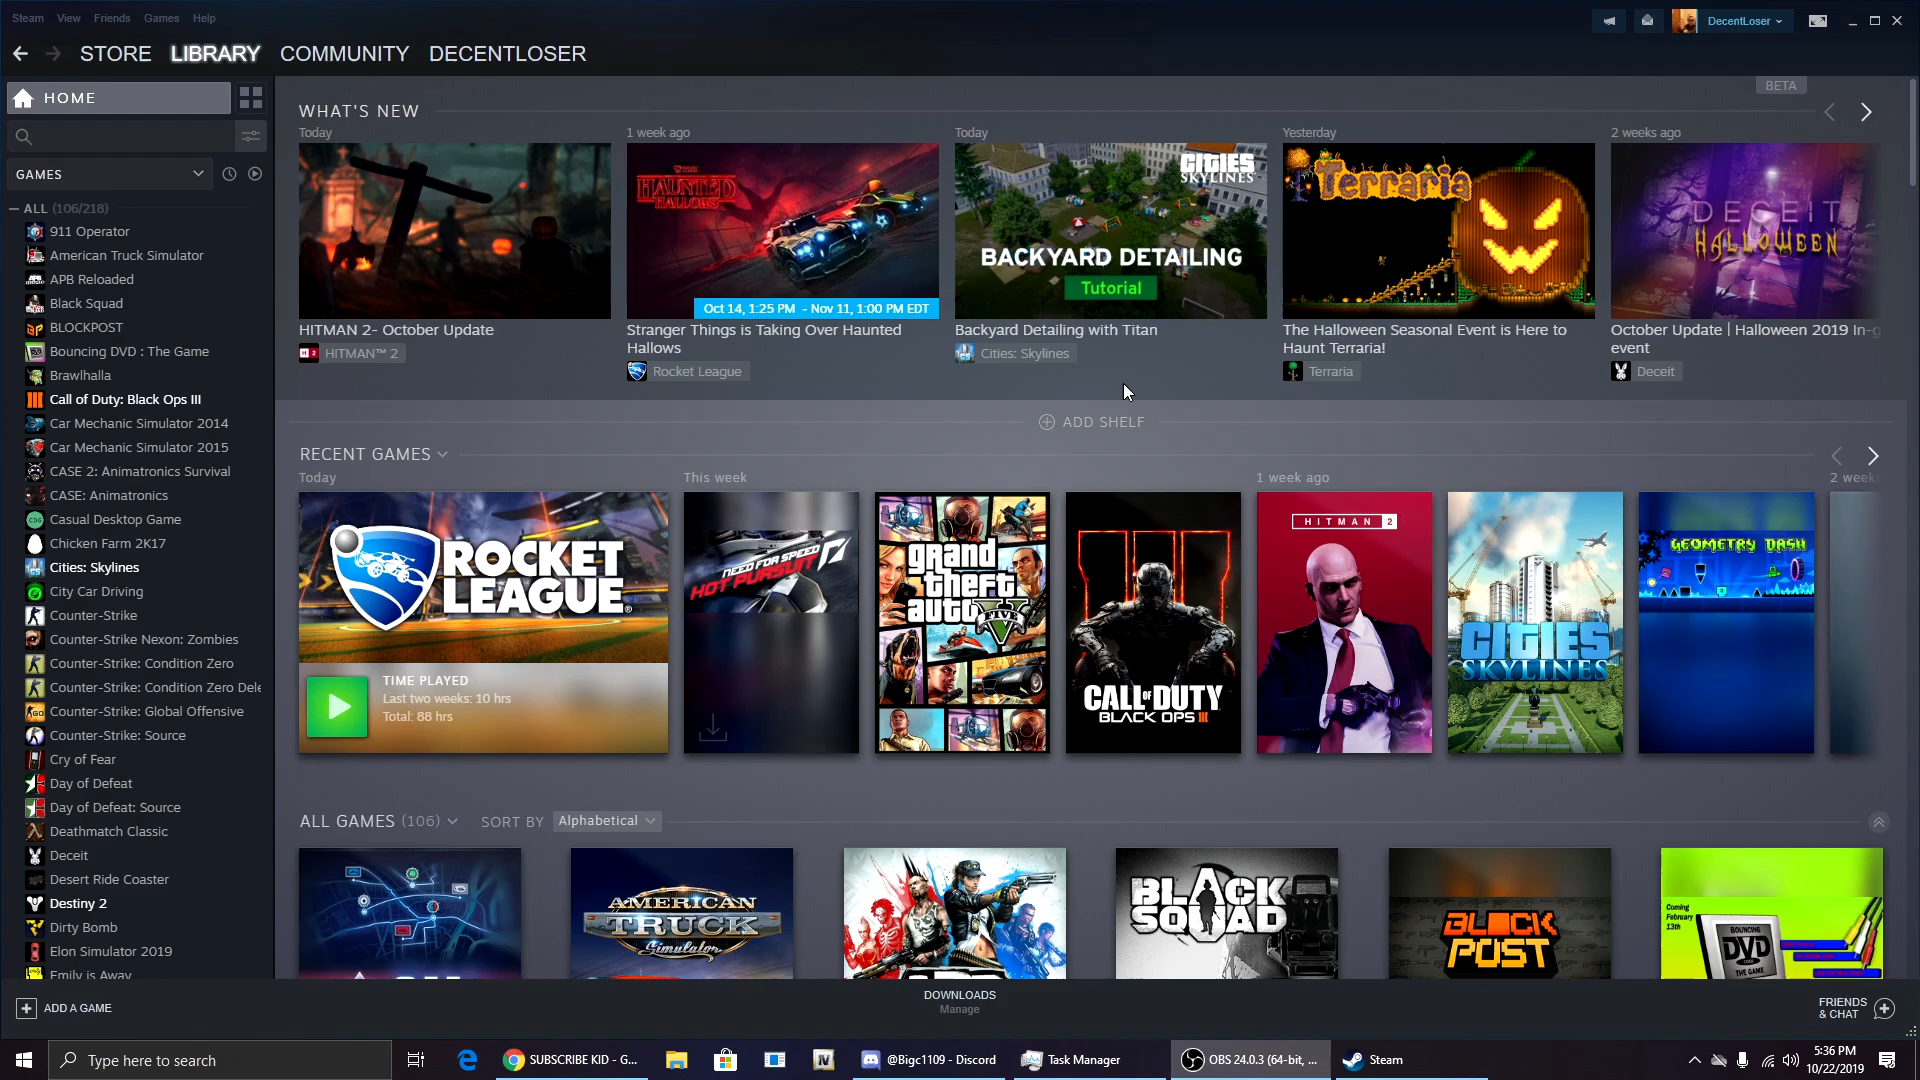 Steam View Friends Games Help
DecentLoser
STORE LIBRARY COMMUNITY DECENTLOSER
HOME
GAMES
ALL (106/218)
911 Operator
American Truck Simulator
APB Reloaded
Black Squad
BLOCKPOST
Bouncing DVD : The Game
Brawlhalla
Call of Duty: Black Ops III
Car Mechanic Simulator 2014
Car Mechanic Simulator 2015
CASE 2: Animatronics Survival
CASE: Animatronics
Casual Desktop Game
Chicken Farm 2K17
Cities: Skylines
City Car Driving
Counter-Strike
Counter-Strike Nexon: Zombies
Counter-Strike: Condition Zero
Counter-Strike: Condition Zero Dele
Counter-Strike: Global Offensive
Counter-Strike: Source
Cry of Fear
Day of Defeat
Day of Defeat: Source
Deathmatch Classic
Deceit
Desert Ride Coaster
Destiny 2
Dirty Bomb
Elon Simulator 2019
Emily is Away
ADD A GAME
BETA
WHAT'S NEW
Today
HITMAN 2- October Update
HITMAN™ 2
1 week ago
HAUNTED
HALLOWS
Oct 14, 1:25 PM - Nov 11, 1:00 PM EDT
Stranger Things is Taking Over Haunted
Hallows
Rocket League
Today
CITIES
SKYLINES
BACKYARD DETAILING
Tutorial
Backyard Detailing with Titan
Cities: Skylines
Yesterday
Terraria
The Halloween Seasonal Event is Here to
Haunt Terraria!
Terraria
2 weeks ago
DECEIT
HALLOWEEN
October Update | Halloween 2019 In-g
event
Deceit
ADD SHELF
RECENT GAMES
Today
ROCKET
LEAGUE
TIME PLAYED
Last two weeks: 10 hrs
Total: 88 hrs
This week
NEED FOR SPEED
HOT PURSUIT
grand
theft
auto
FIVE
CALL OF DUTY
BLACK OPS III
1 week ago
HITMAN 2
CITIES
SKYLINES
GEOMETRY DASH
2 week
ALL GAMES (106) SORT BY Alphabetical
AMERICAN
TRUCK
Simulator
BLACK
SQUAD
BLOCK
POST
Coming
February
13th
BOUNCING
DVD
THE GAME
DOWNLOADS
Manage
FRIENDS
& CHAT
Type here to search
SUBSCRIBE KID - G...
@Bigc1109 - Discord
Task Manager
OBS 24.0.3 (64-bit, ...
Steam
5:36 PM
10/22/2019